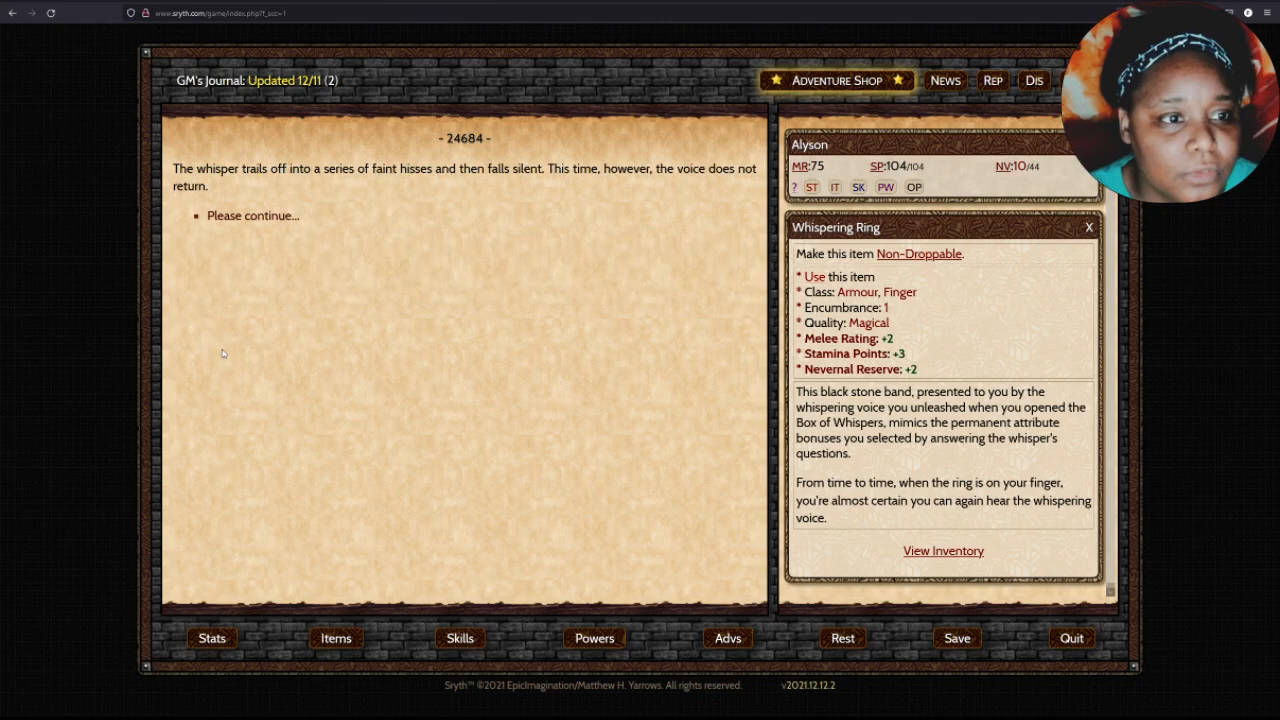 www.sryth.com/game/index.php?f_scc=1
GM's Journal: Updated 12/11 (2)
ADVENTURE SHOP
NEWS
REP
DIS
- 24684 -
The whisper trails off into a series of faint hisses and then falls silent. This time, however, the voice does not
return.
Please continue...
Alyson
MR:75 SP:104/104 NV:10/44
? ST IT SK PW OP
Whispering Ring X
Make this item Non-Droppable.
* Use this item
* Class: Armour, Finger
* Encumbrance: 1
* Quality: Magical
* Melee Rating: +2
* Stamina Points: +3
* Nevernal Reserve: +2
This black stone band, presented to you by the
whispering voice you unleashed when you opened the
Box of Whispers, mimics the permanent attribute
bonuses you selected by answering the whisper's
questions.
From time to time, when the ring is on your finger,
you're almost certain you can again hear the whispering
voice.
View Inventory
Stats
Items
Skills
Powers
Advs
Rest
Save
Quit
Sryth™ ©2021 EpicImagination/Matthew H. Yarrows. All rights reserved. v2021.12.12.2